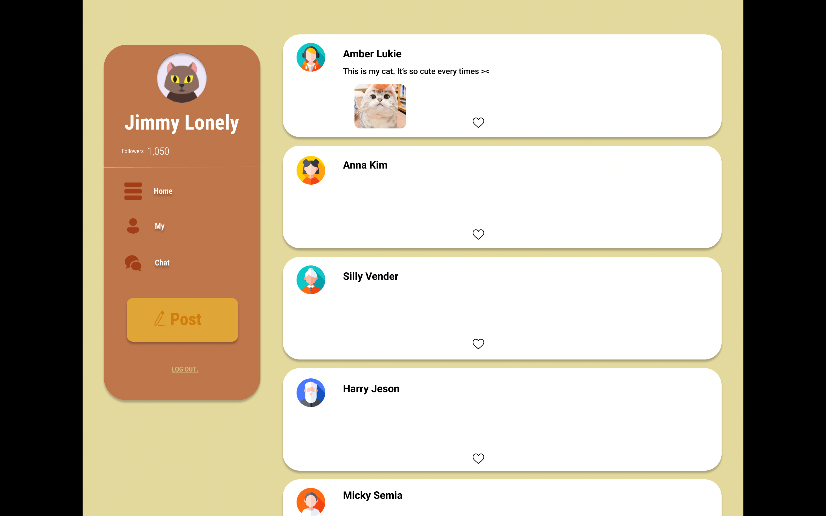 Jimmy Lonely
Followers 1,050
Home
My
Chat
Post
LOG OUT.
Amber Lukie
This is my cat. It's so cute every times ><
Anna Kim
Silly Vender
Harry Jeson
Micky Semia